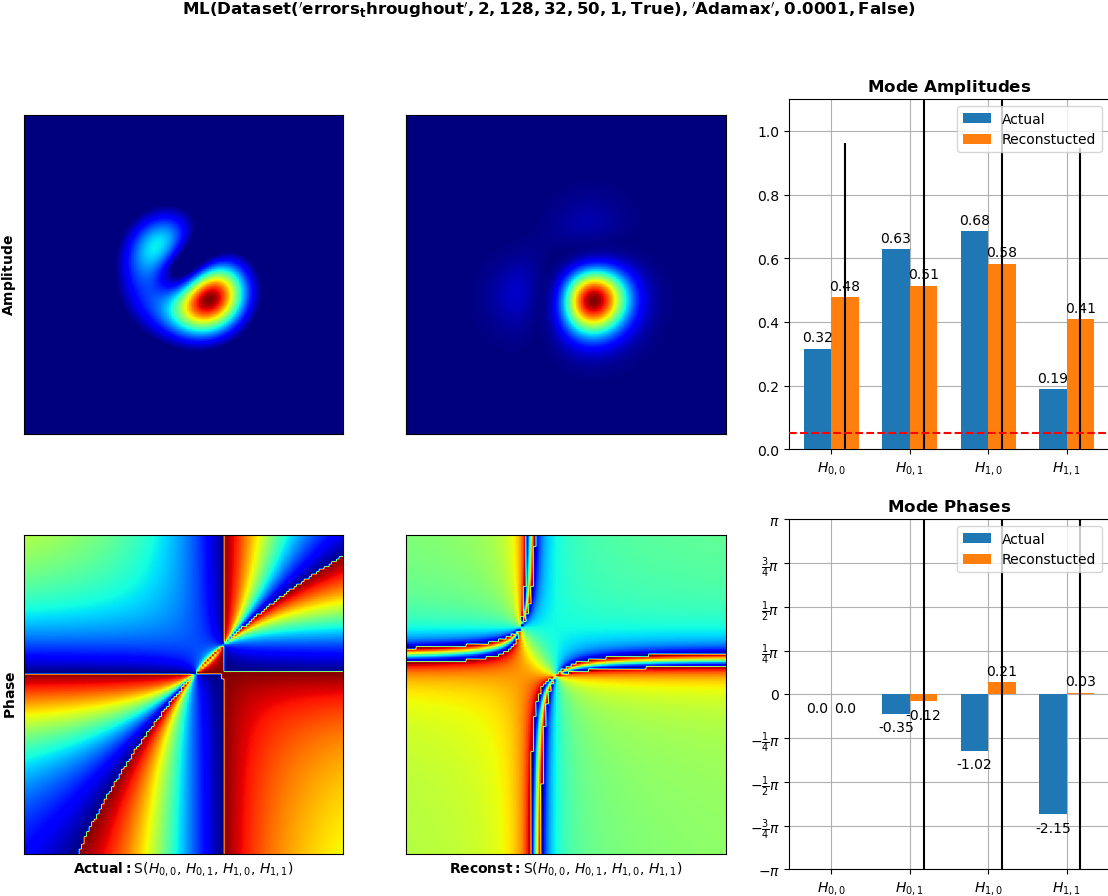 ML(Dataset('errors_throughout', 2, 128, 32, 50, 1, True), 'Adamax', 0.0001, False)
Amplitude
Mode Amplitudes
Actual
Reconstucted
1.0
0.8
0.6
0.4
0.2
0.0
0.32
0.48
0.63
0.51
0.68
0.58
0.19
0.41
H0,0
H0,1
H1,0
H1,1
Phase
Actual: S(H0,0, H0,1, H1,0, H1,1)
Reconst: S(H0,0, H0,1, H1,0, H1,1)
Mode Phases
Actual
Reconstucted
π
3/4π
1/2π
1/4π
0
−1/4π
−1/2π
−3/4π
−π
0.0
0.0
-0.35
-0.12
-1.02
0.21
-2.15
0.03
H0,0
H0,1
H1,0
H1,1